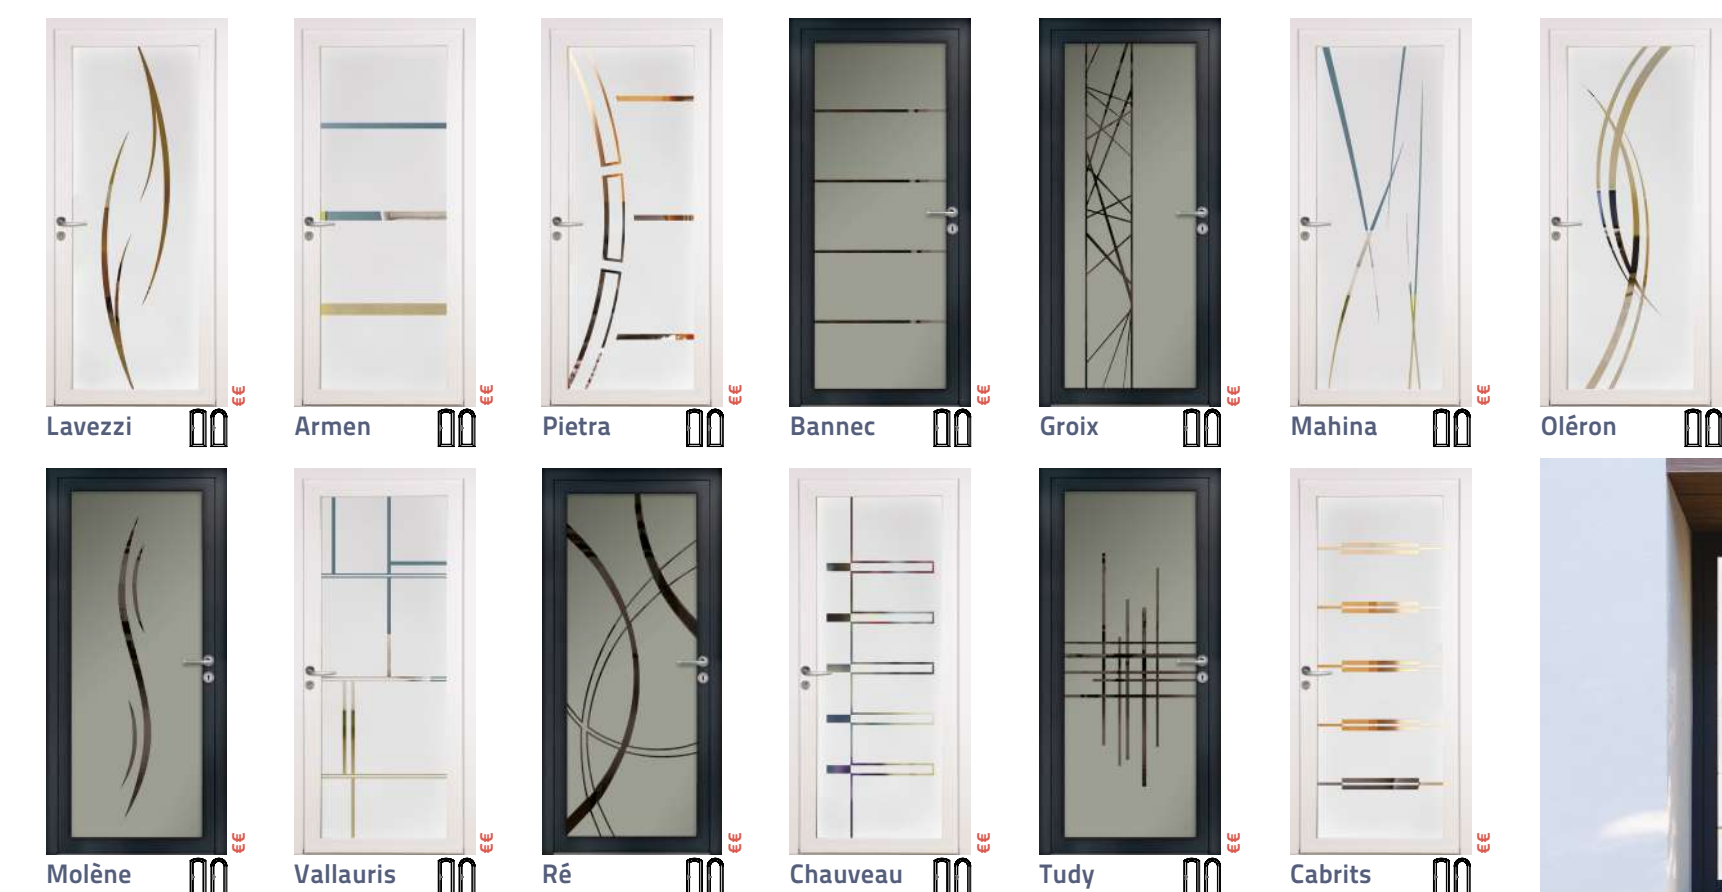 €€
€€
€€
€€
€€
€€
Lavezzi
Armen
Pietra
Bannec
Groix
Mahina
Oléron
€€
€€
€€
€€
€€
€€
Molène
Vallauris
Ré
Chauveau
Tudy
Cabrits